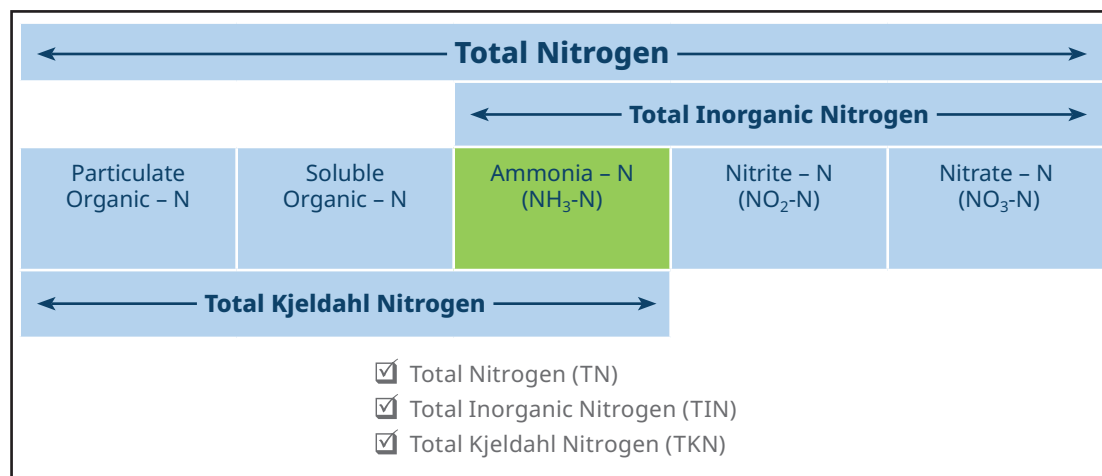 Total Nitrogen
Total Inorganic Nitrogen
Particulate
Organic – N
Soluble
Organic – N
Ammonia – N
(NH₃-N)
Nitrite – N
(NO₂-N)
Nitrate – N
(NO₃-N)
Total Kjeldahl Nitrogen
☑ Total Nitrogen (TN)
☑ Total Inorganic Nitrogen (TIN)
☑ Total Kjeldahl Nitrogen (TKN)